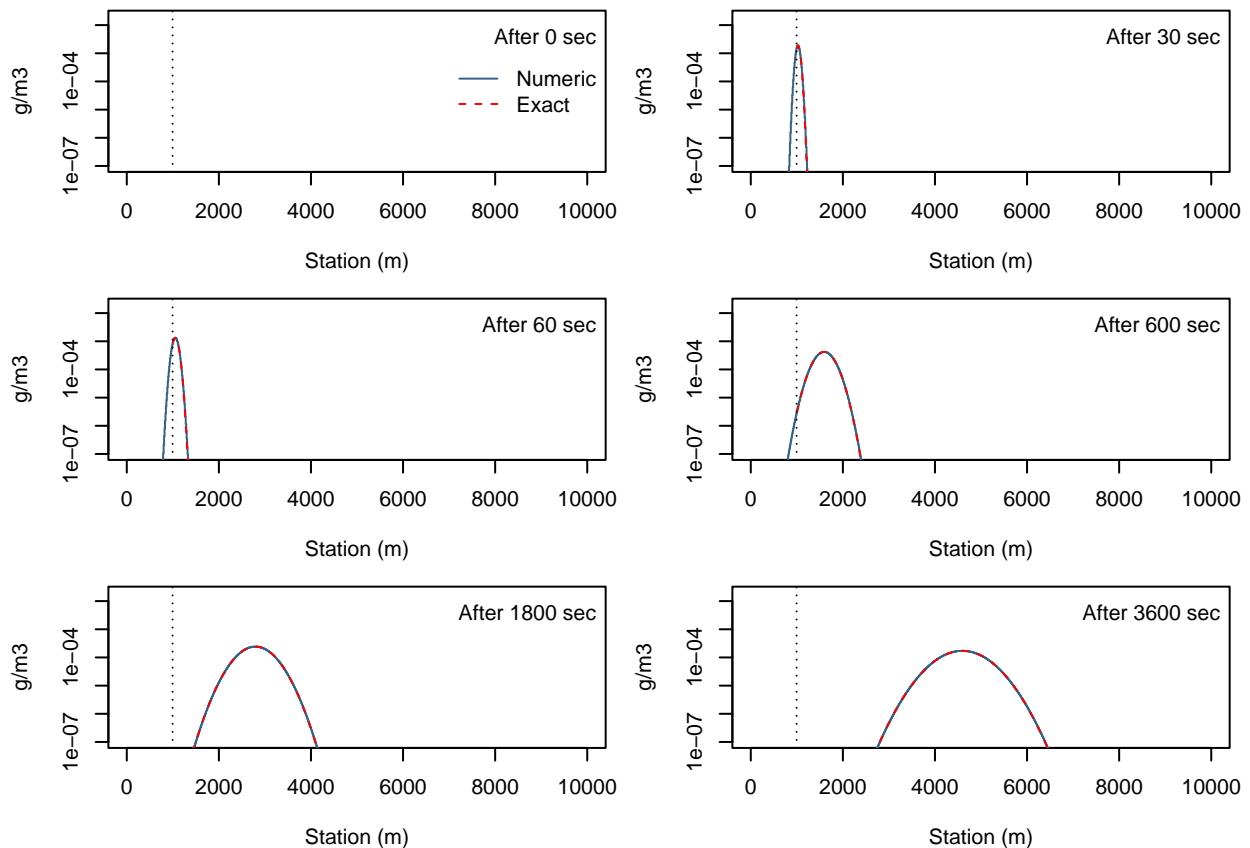 After 0 sec
Numeric
Exact
g/m3
1e−04
1e−07
0 2000 4000 6000 8000 10000
Station (m)
After 30 sec
g/m3
1e−04
1e−07
0 2000 4000 6000 8000 10000
Station (m)
After 60 sec
g/m3
1e−04
1e−07
0 2000 4000 6000 8000 10000
Station (m)
After 600 sec
g/m3
1e−04
1e−07
0 2000 4000 6000 8000 10000
Station (m)
After 1800 sec
g/m3
1e−04
1e−07
0 2000 4000 6000 8000 10000
Station (m)
After 3600 sec
g/m3
1e−04
1e−07
0 2000 4000 6000 8000 10000
Station (m)